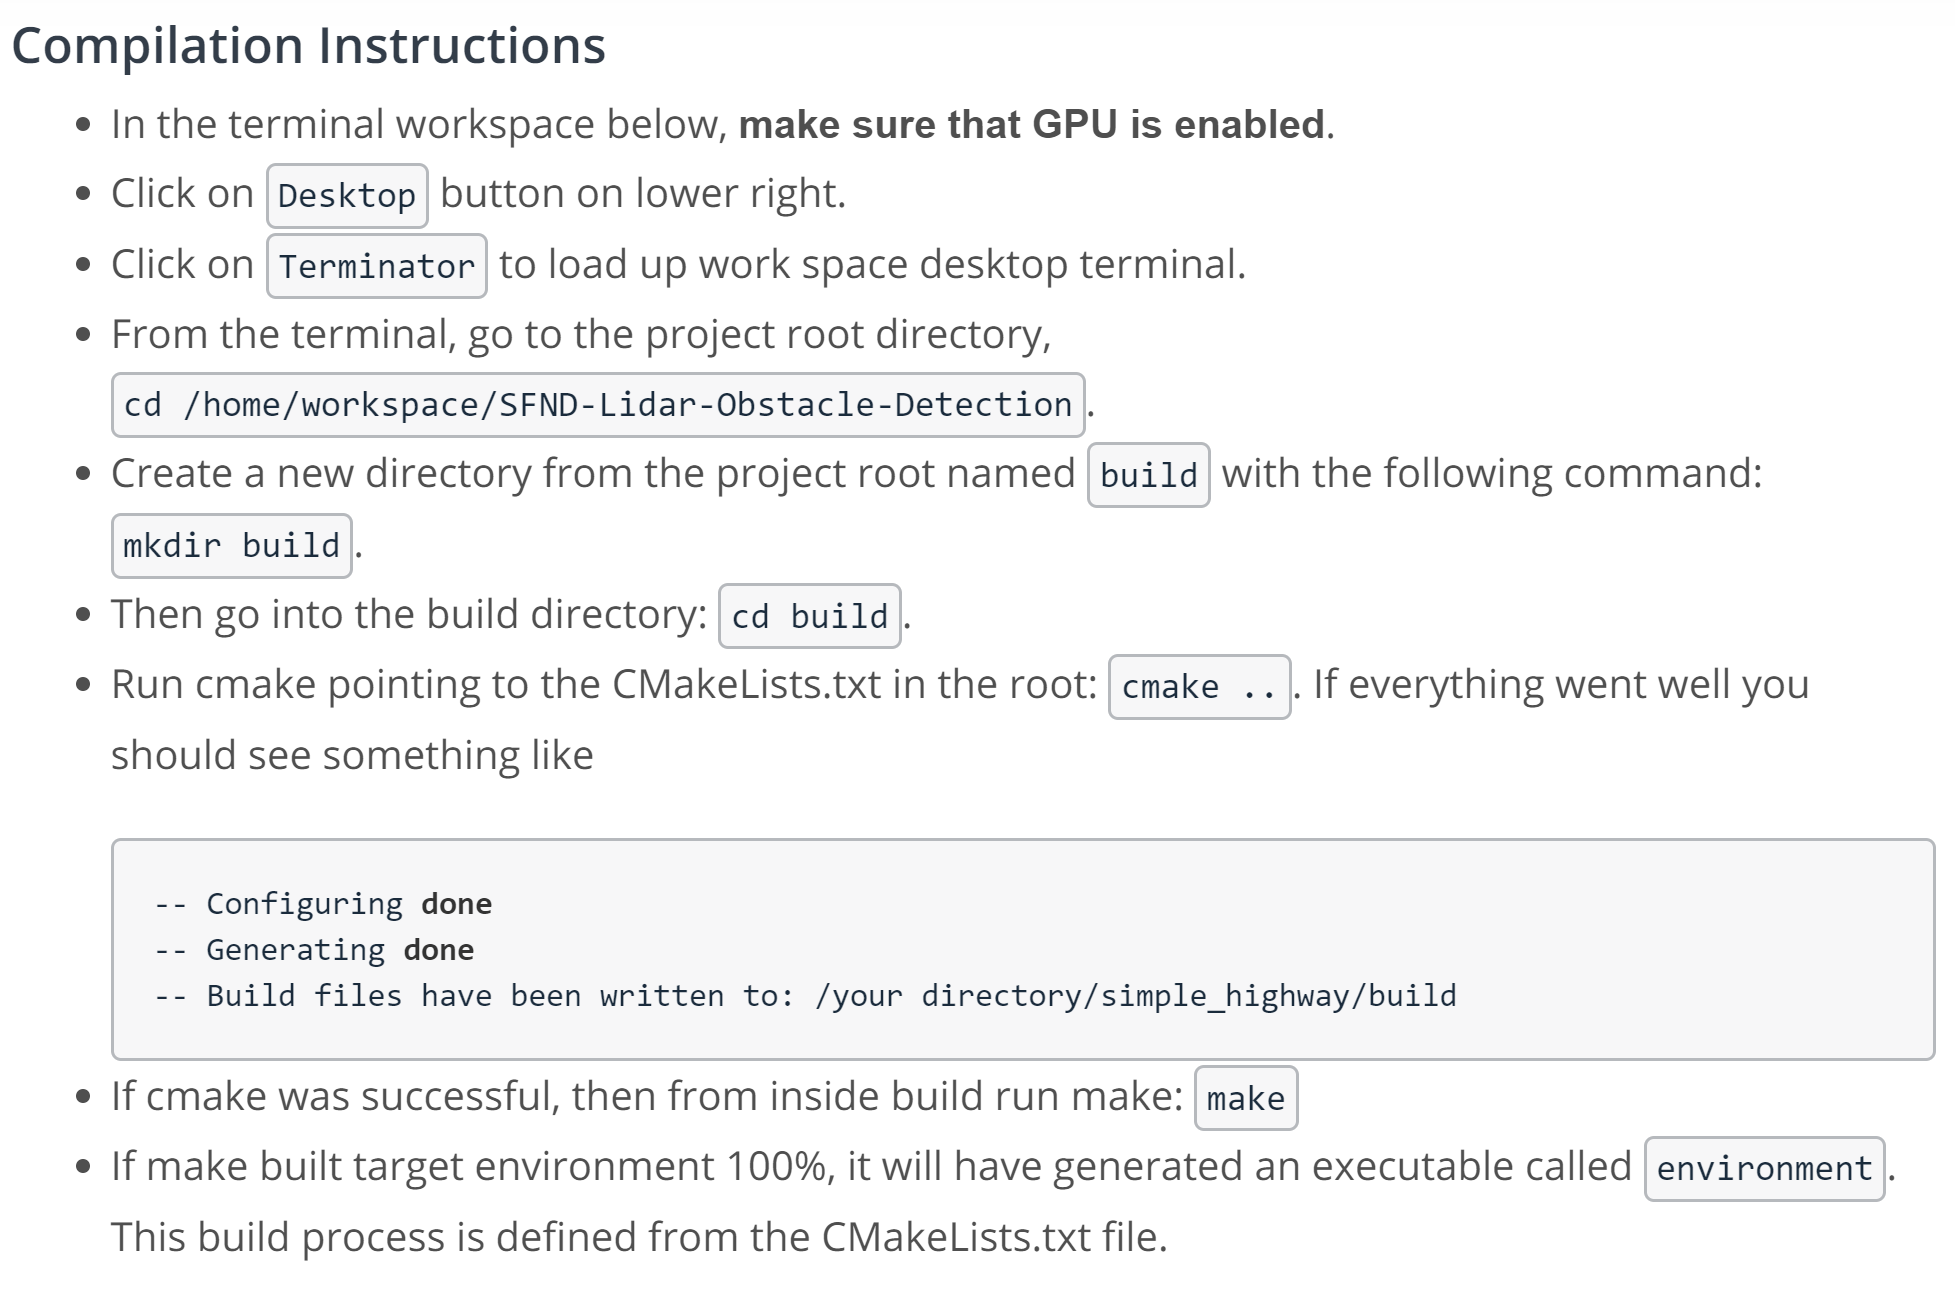 Compilation Instructions
In the terminal workspace below, make sure that GPU is enabled.
Click on Desktop button on lower right.
Click on Terminator to load up work space desktop terminal.
From the terminal, go to the project root directory,
cd /home/workspace/SFND-Lidar-Obstacle-Detection.
Create a new directory from the project root named build with the following command:
mkdir build.
Then go into the build directory: cd build.
Run cmake pointing to the CMakeLists.txt in the root: cmake ... If everything went well you
should see something like
-- Configuring done
-- Generating done
-- Build files have been written to: /your directory/simple_highway/build
If cmake was successful, then from inside build run make: make
If make built target environment 100%, it will have generated an executable called environment.
This build process is defined from the CMakeLists.txt file.